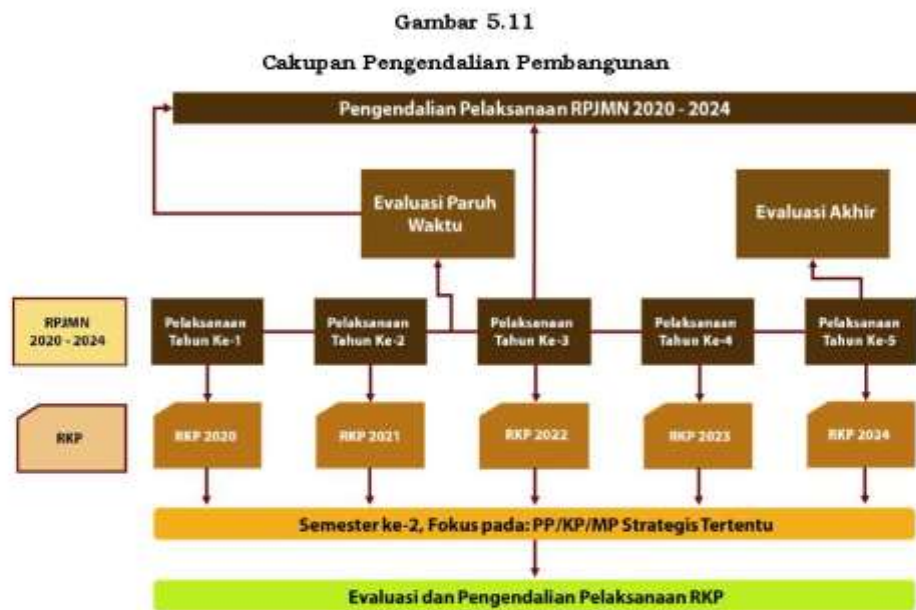 Gambar 5.11
Cakupan Pengendalian Pembangunan
Pengendalian Pelaksanaan RPJMN 2020 - 2024
Evaluasi Paruh
Waktu
Evaluasi Akhir
RPJMN
2020 - 2024
Pelaksanaan
Tahun Ke-1
Pelaksanaan
Tahun Ke-2
Pelaksanaan
Tahun Ke-3
Pelaksanaan
Tahun Ke-4
Pelaksanaan
Tahun Ke-5
RKP
RKP 2020
RKP 2021
RKP 2022
RKP 2023
RKP 2024
Semester ke-2, Fokus pada: PP/KP/MP Strategis Tertentu
Evaluasi dan Pengendalian Pelaksanaan RKP